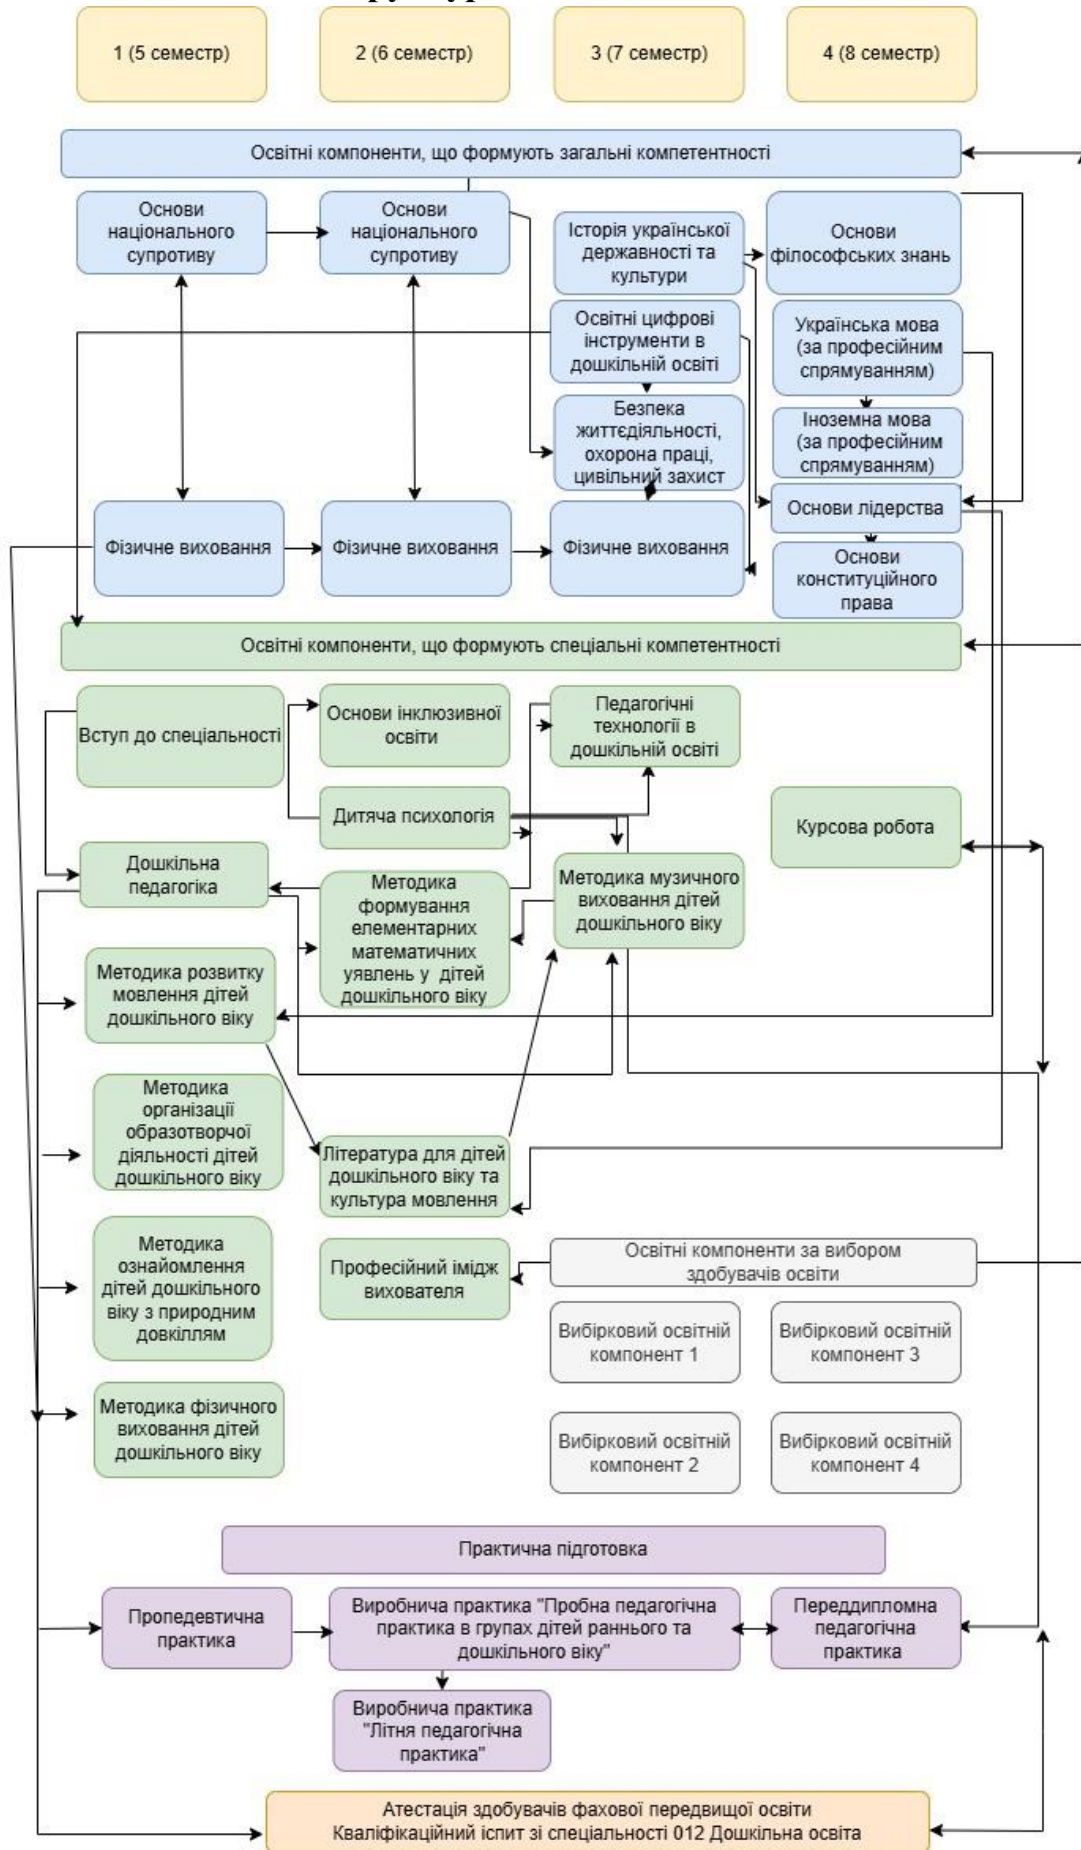 1 (5 семестр)
2 (6 семестр)
3 (7 семестр)
4 (8 семестр)
Освітні компоненти, що формують загальні компетентності
Основи
національного
супротиву
Основи
національного
супротиву
Історія української
державності та
культури
Основи
філософських знань
Освітні цифрові
інструменти в
дошкільній освіті
Українська мова
(за професійним
спрямуванням)
Безпека
життєдіяльності,
охорона праці,
цивільний захист
Іноземна мова
(за професійним
спрямуванням)
Основи лідерства
Фізичне виховання
Фізичне виховання
Фізичне виховання
Основи
конституційного
права
Освітні компоненти, що формують спеціальні компетентності
Вступ до спеціальності
Основи інклюзивної
освіти
Педагогічні
технології в
дошкільній освіті
Дитяча психологія
Курсова робота
Дошкільна
педагогіка
Методика
формування
елементарних
математичних
уявлень у дітей
дошкільного віку
Методика музичного
виховання дітей
дошкільного віку
Методика розвитку
мовлення дітей
дошкільного віку
Методика
організації
образотворчої
діяльності дітей
дошкільного віку
Література для дітей
дошкільного віку та
культура мовлення
Методика
ознайомлення
дітей дошкільного
віку з природним
довкіллям
Професійний імідж
вихователя
Освітні компоненти за вибором
здобувачів освіти
Вибірковий освітній
компонент 1
Вибірковий освітній
компонент 3
Методика фізичного
виховання дітей
дошкільного віку
Вибірковий освітній
компонент 2
Вибірковий освітній
компонент 4
Практична підготовка
Пропедевтична
практика
Виробнича практика "Пробна педагогічна
практика в групах дітей раннього та
дошкільного віку"
Переддипломна
педагогічна
практика
Виробнича практика
"Літня педагогічна
практика"
Атестація здобувачів фахової передвищої освіти
Кваліфікаційний іспит зі спеціальності 012 Дошкільна освіта